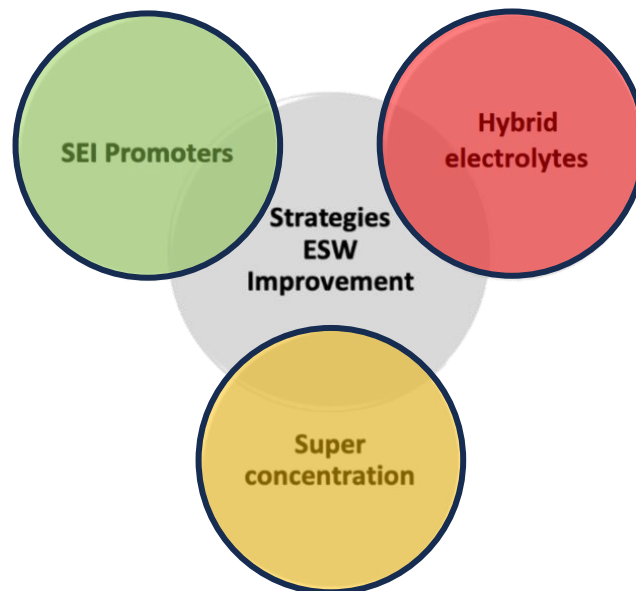 SEI Promoters
Hybrid
electrolytes
Strategies
ESW
Improvement
Super
concentration